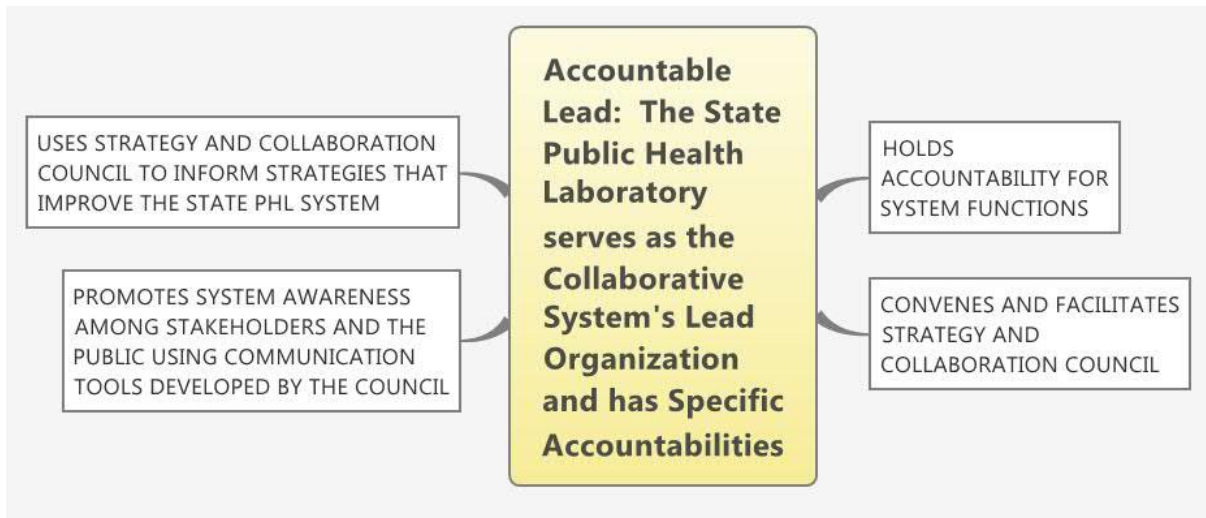 Accountable
Lead:  The State
Public Health
Laboratory
serves as the
Collaborative
System's Lead
Organization
and has Specific
Accountabilities
USES STRATEGY AND COLLABORATION
COUNCIL TO INFORM STRATEGIES THAT
IMPROVE THE STATE PHL SYSTEM
PROMOTES SYSTEM AWARENESS
AMONG STAKEHOLDERS AND THE
PUBLIC USING COMMUNICATION
TOOLS DEVELOPED BY THE COUNCIL
HOLDS
ACCOUNTABILITY FOR
SYSTEM FUNCTIONS
CONVENES AND FACILITATES
STRATEGY AND
COLLABORATION COUNCIL